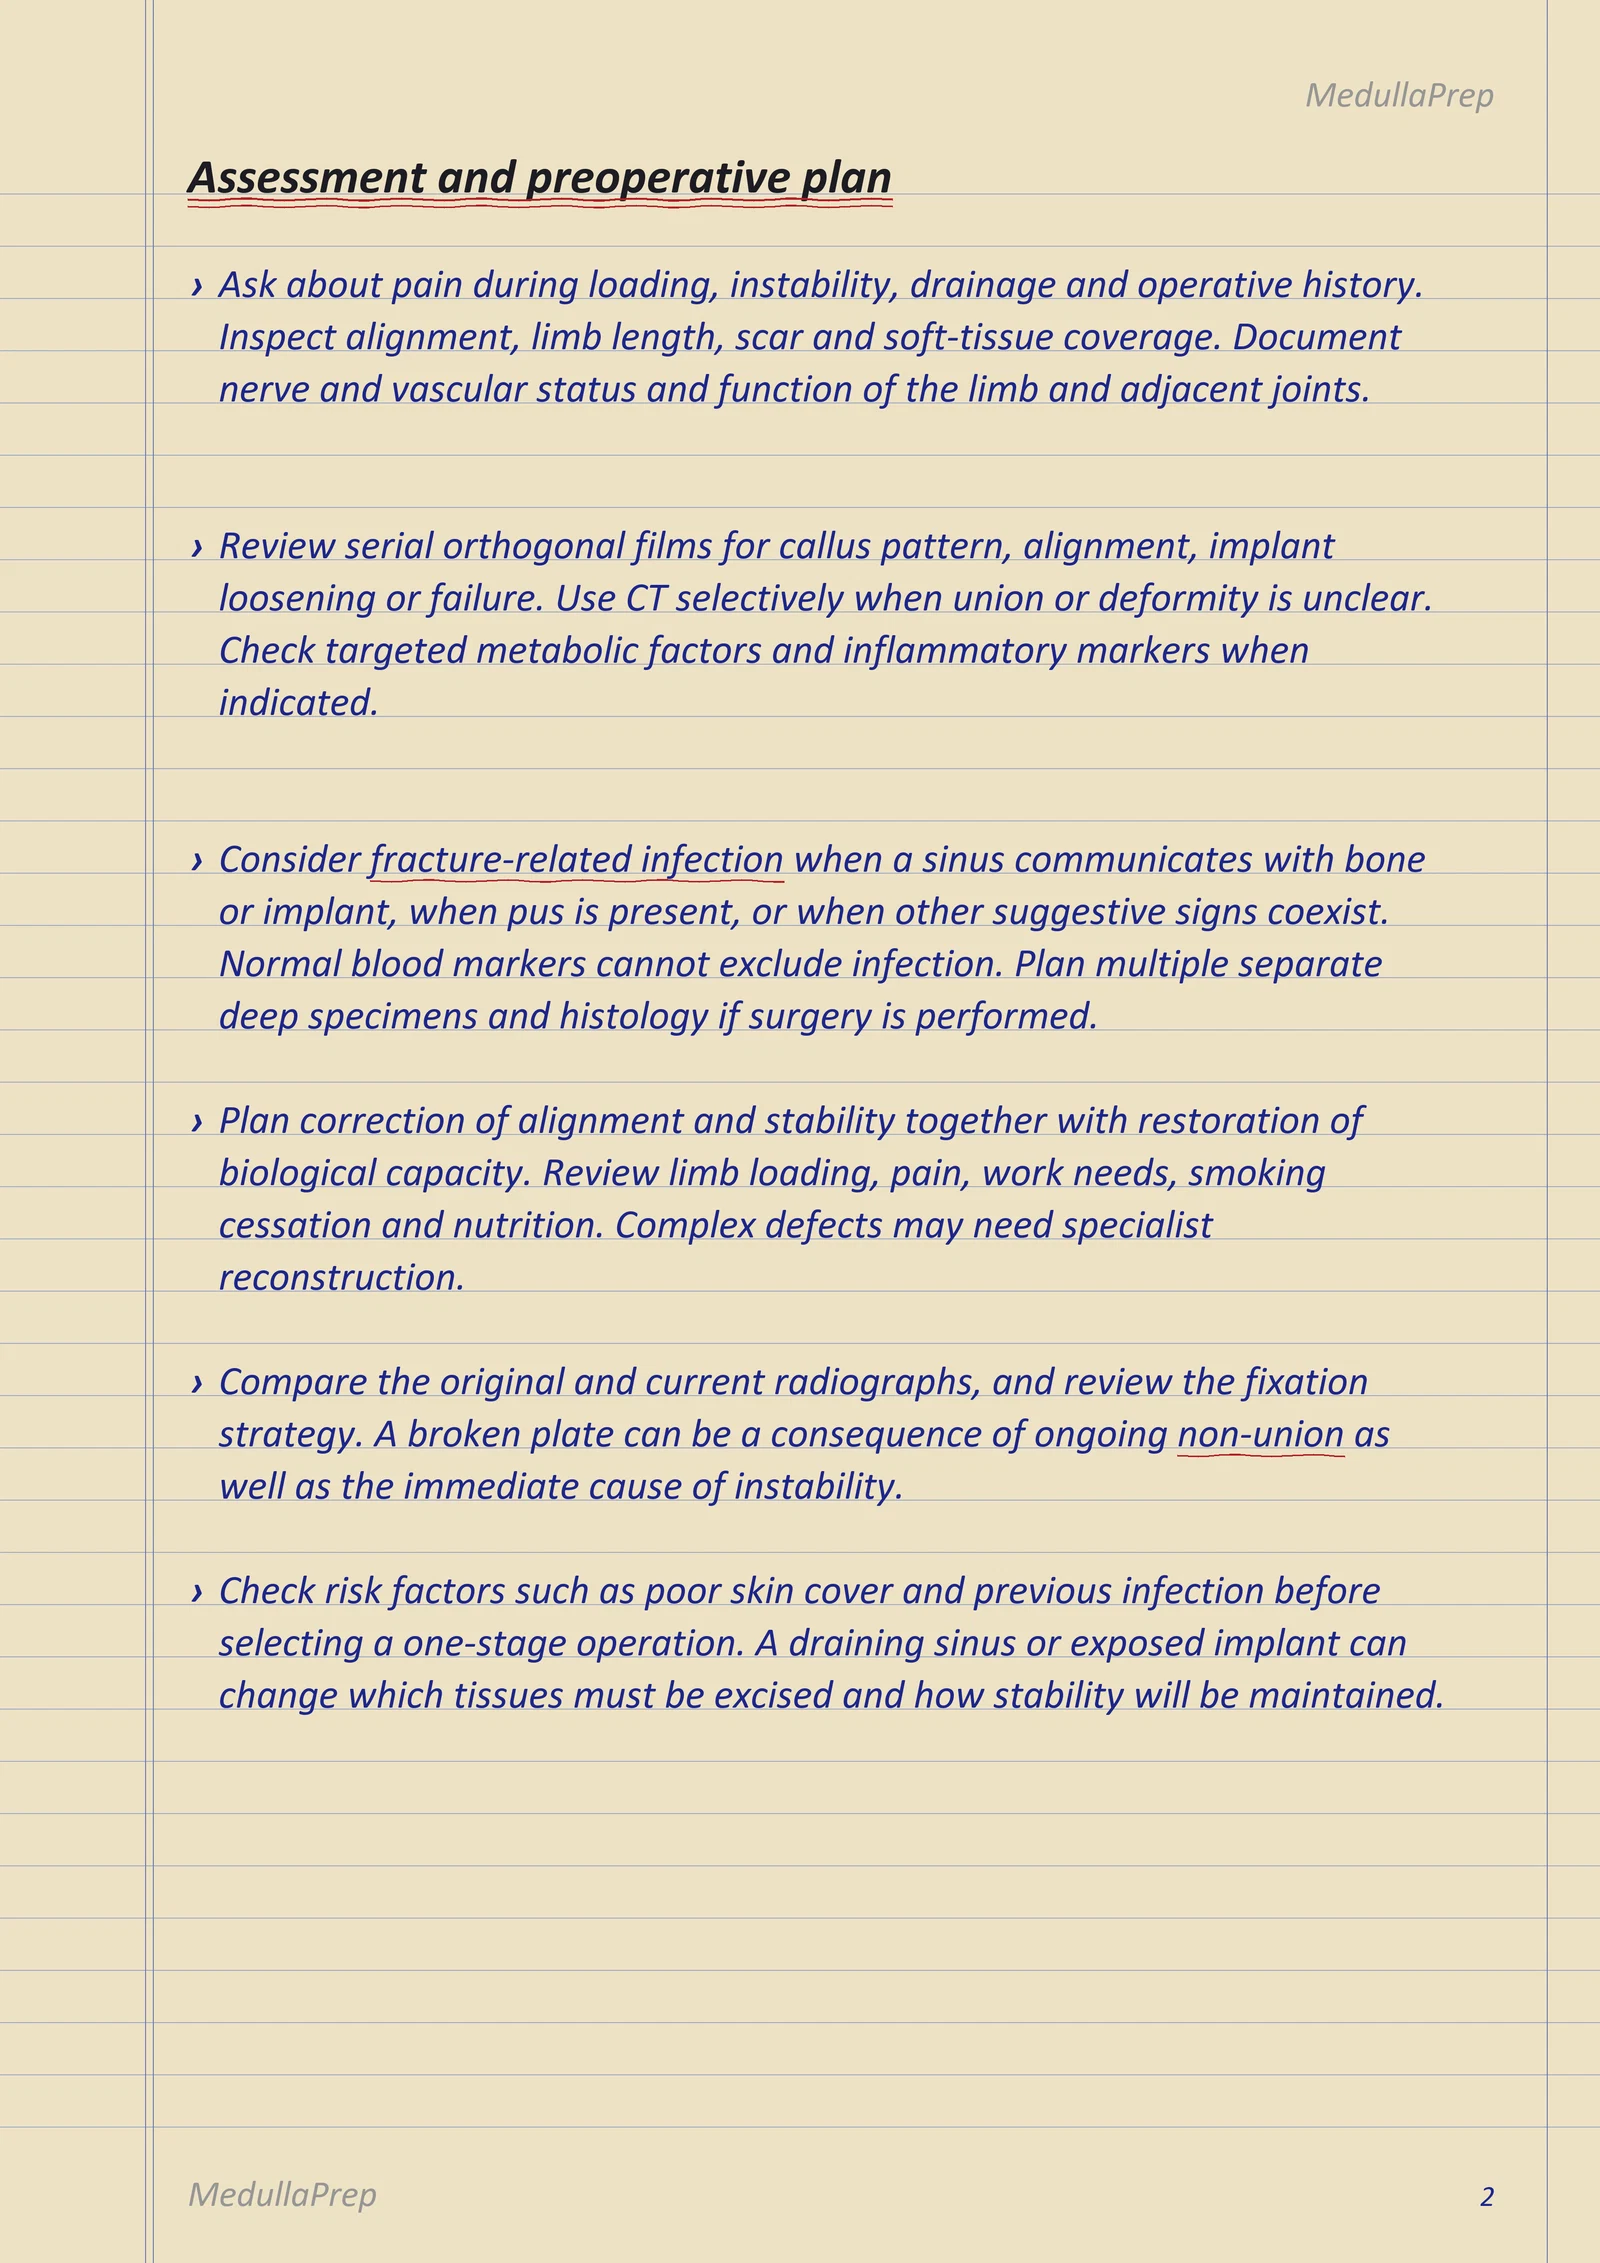 MedullaPrep
Assessment and preoperative plan
› Ask about pain during loading, instability, drainage and operative history.
Inspect alignment, limb length, scar and soft-tissue coverage. Document
nerve and vascular status and function of the limb and adjacent joints.
› Review serial orthogonal films for callus pattern, alignment, implant
loosening or failure. Use CT selectively when union or deformity is unclear.
Check targeted metabolic factors and inflammatory markers when
indicated.
› Consider fracture-related infection when a sinus communicates with bone
or implant, when pus is present, or when other suggestive signs coexist.
Normal blood markers cannot exclude infection. Plan multiple separate
deep specimens and histology if surgery is performed.
› Plan correction of alignment and stability together with restoration of
biological capacity. Review limb loading, pain, work needs, smoking
cessation and nutrition. Complex defects may need specialist
reconstruction.
› Compare the original and current radiographs, and review the fixation
strategy. A broken plate can be a consequence of ongoing non-union as
well as the immediate cause of instability.
› Check risk factors such as poor skin cover and previous infection before
selecting a one-stage operation. A draining sinus or exposed implant can
change which tissues must be excised and how stability will be maintained.
MedullaPrep
2